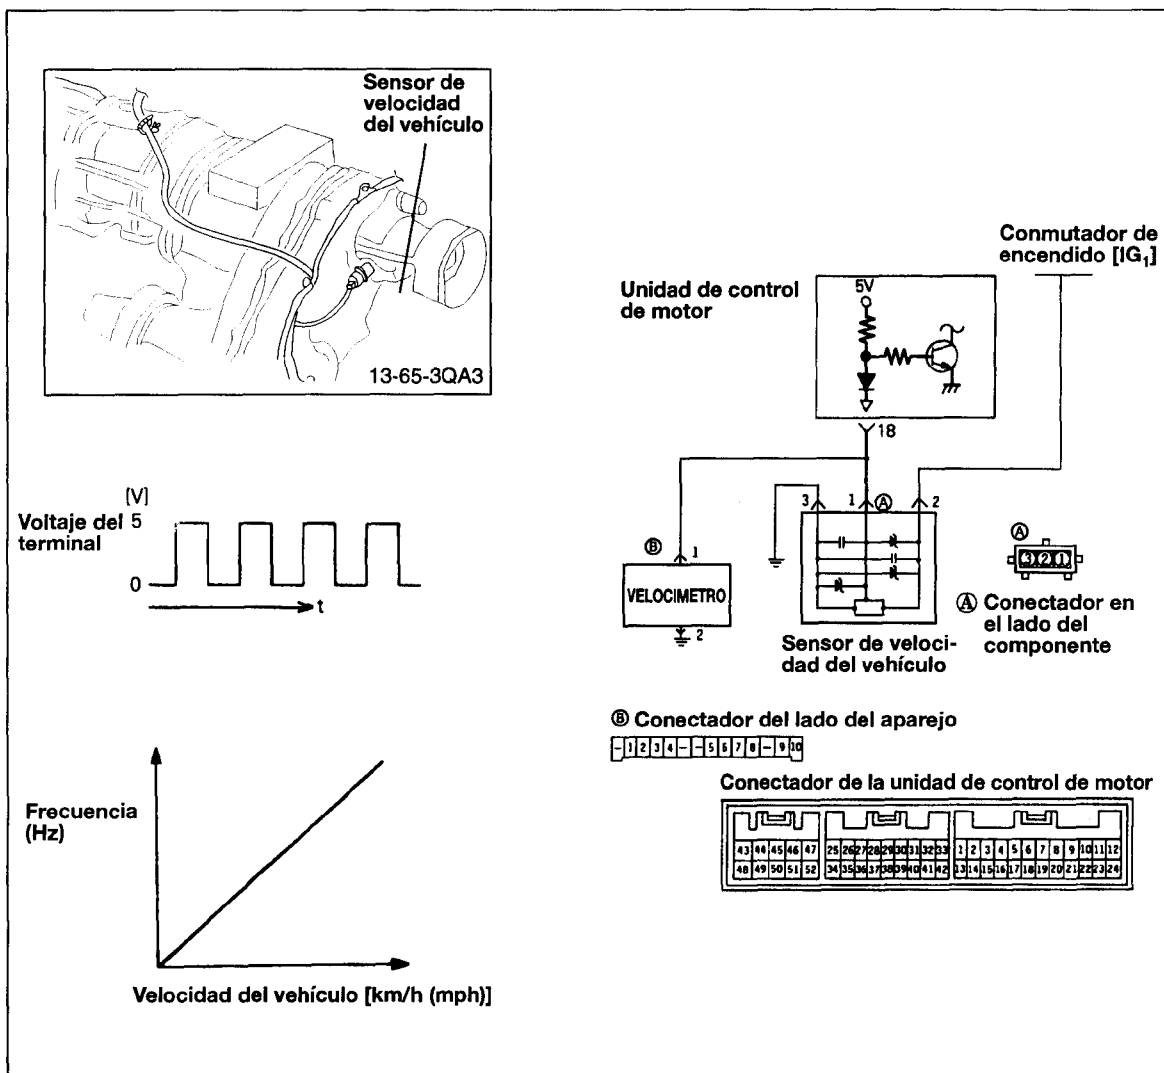 Sensor de
velocidad
del vehículo
13-65-3QA3
Conmutador de
encendido [IG₁]
Unidad de control
de motor
5V
18
[V]
Voltaje del
terminal
5
0
t
3
1
Ⓐ
2
Ⓑ
1
VELOCIMETRO
2
Sensor de veloci-
dad del vehículo
Ⓐ
3 2 1
Ⓐ Conectador en
el lado del
componente
Ⓑ Conectador del lado del aparejo
- 1 2 3 4 - - 5 6 7 8 - 9 10
Conectador de la unidad de control de motor
43 44 45 46 47 25 26 27 28 29 30 31 32 33 1 2 3 4 5 6 7 8 9 10 11 12
48 49 50 51 52 34 35 36 37 38 39 40 41 42 13 14 15 16 17 18 19 20 21 22 23 24
Frecuencia
(Hz)
Velocidad del vehículo [km/h (mph)]